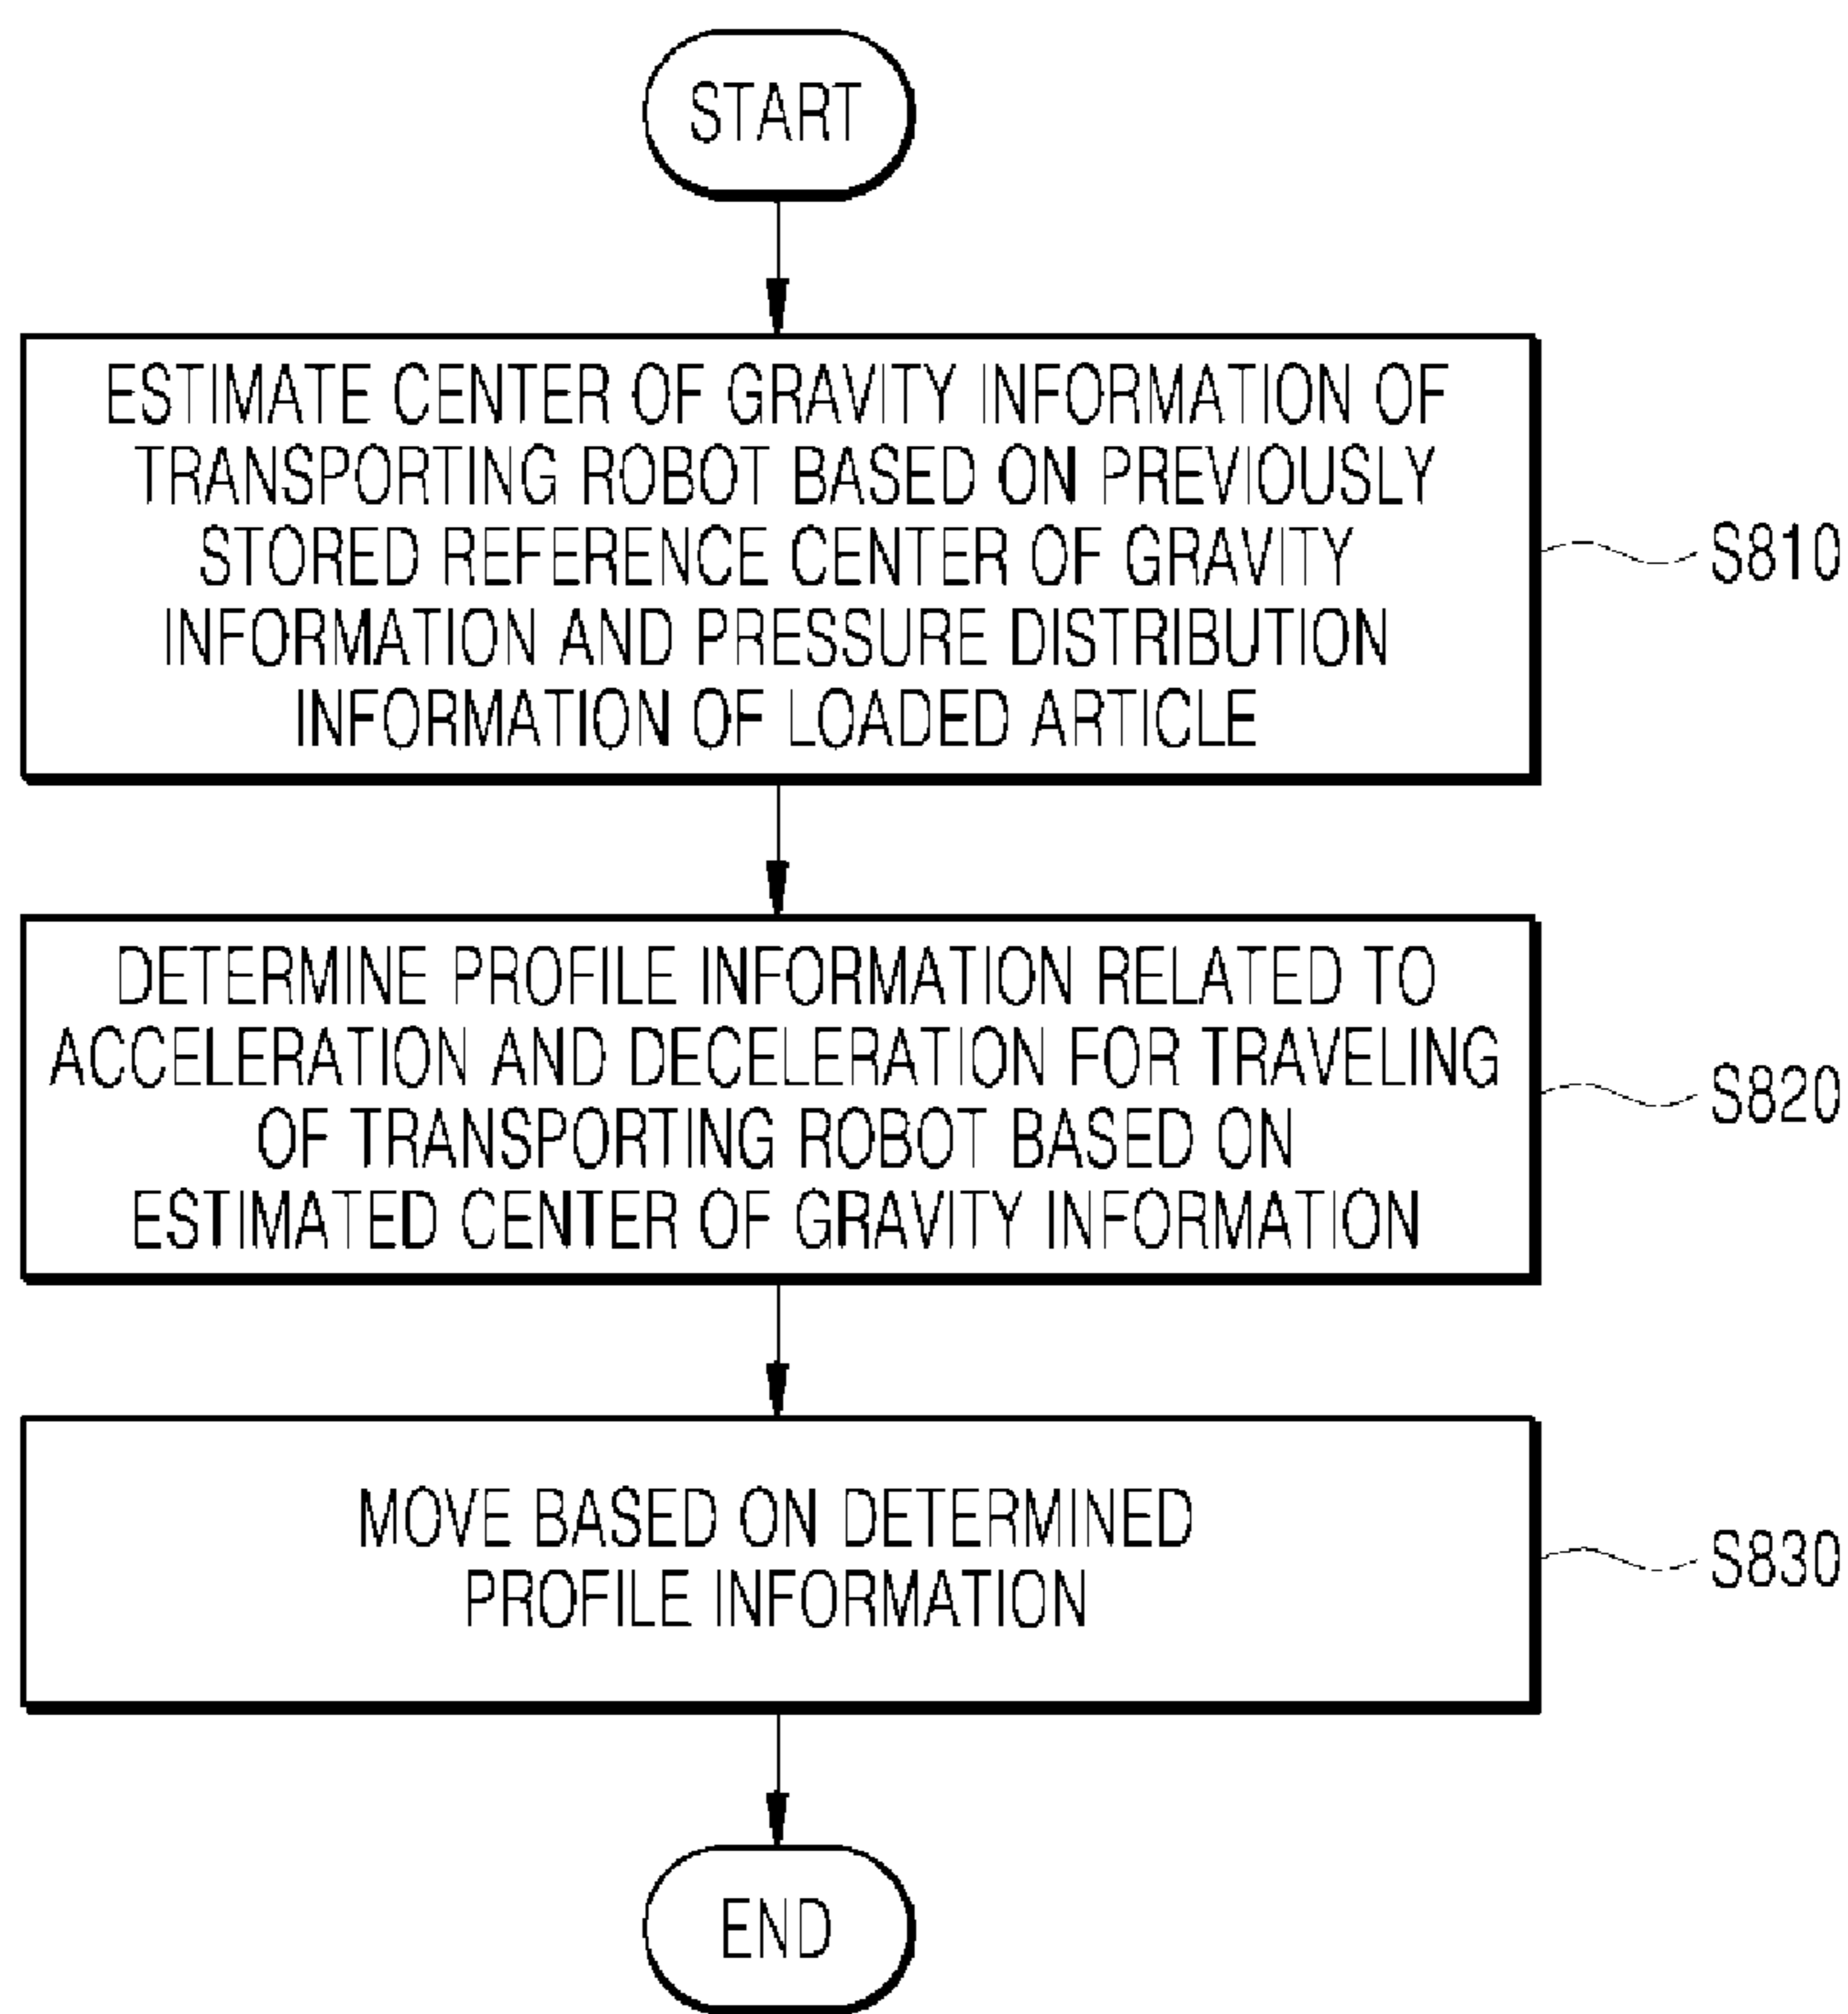 START
ESTIMATE CENTER OF GRAVITY INFORMATION OF
TRANSPORTING ROBOT BASED ON PREVIOUSLY
STORED REFERENCE CENTER OF GRAVITY
INFORMATION AND PRESSURE DISTRIBUTION
INFORMATION OF LOADED ARTICLE
S810
DETERMINE PROFILE INFORMATION RELATED TO
ACCELERATION AND DECELERATION FOR TRAVELING
OF TRANSPORTING ROBOT BASED ON
ESTIMATED CENTER OF GRAVITY INFORMATION
S820
MOVE BASED ON DETERMINED
PROFILE INFORMATION
S830
END